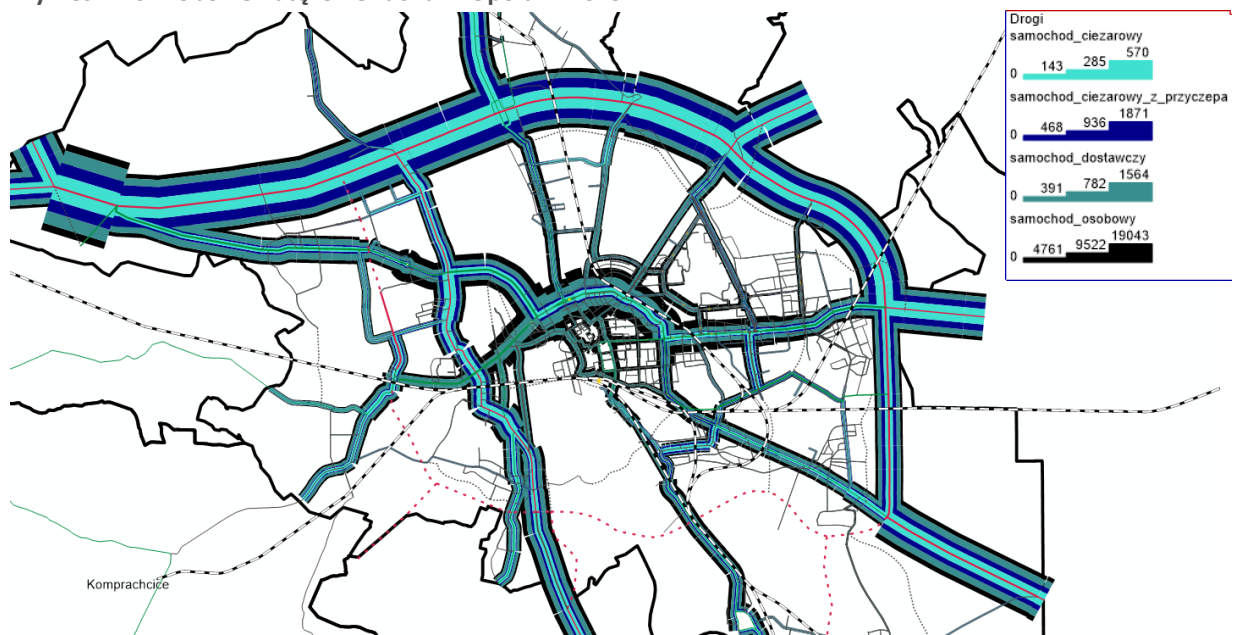 Drogi
samochod_ciezarowy
0 143 285 570
samochod_ciezarowy_z_przyczepa
0 468 936 1871
samochod_dostawczy
0 391 782 1564
samochod_osobowy
0 4761 9522 19043
Komprachcice